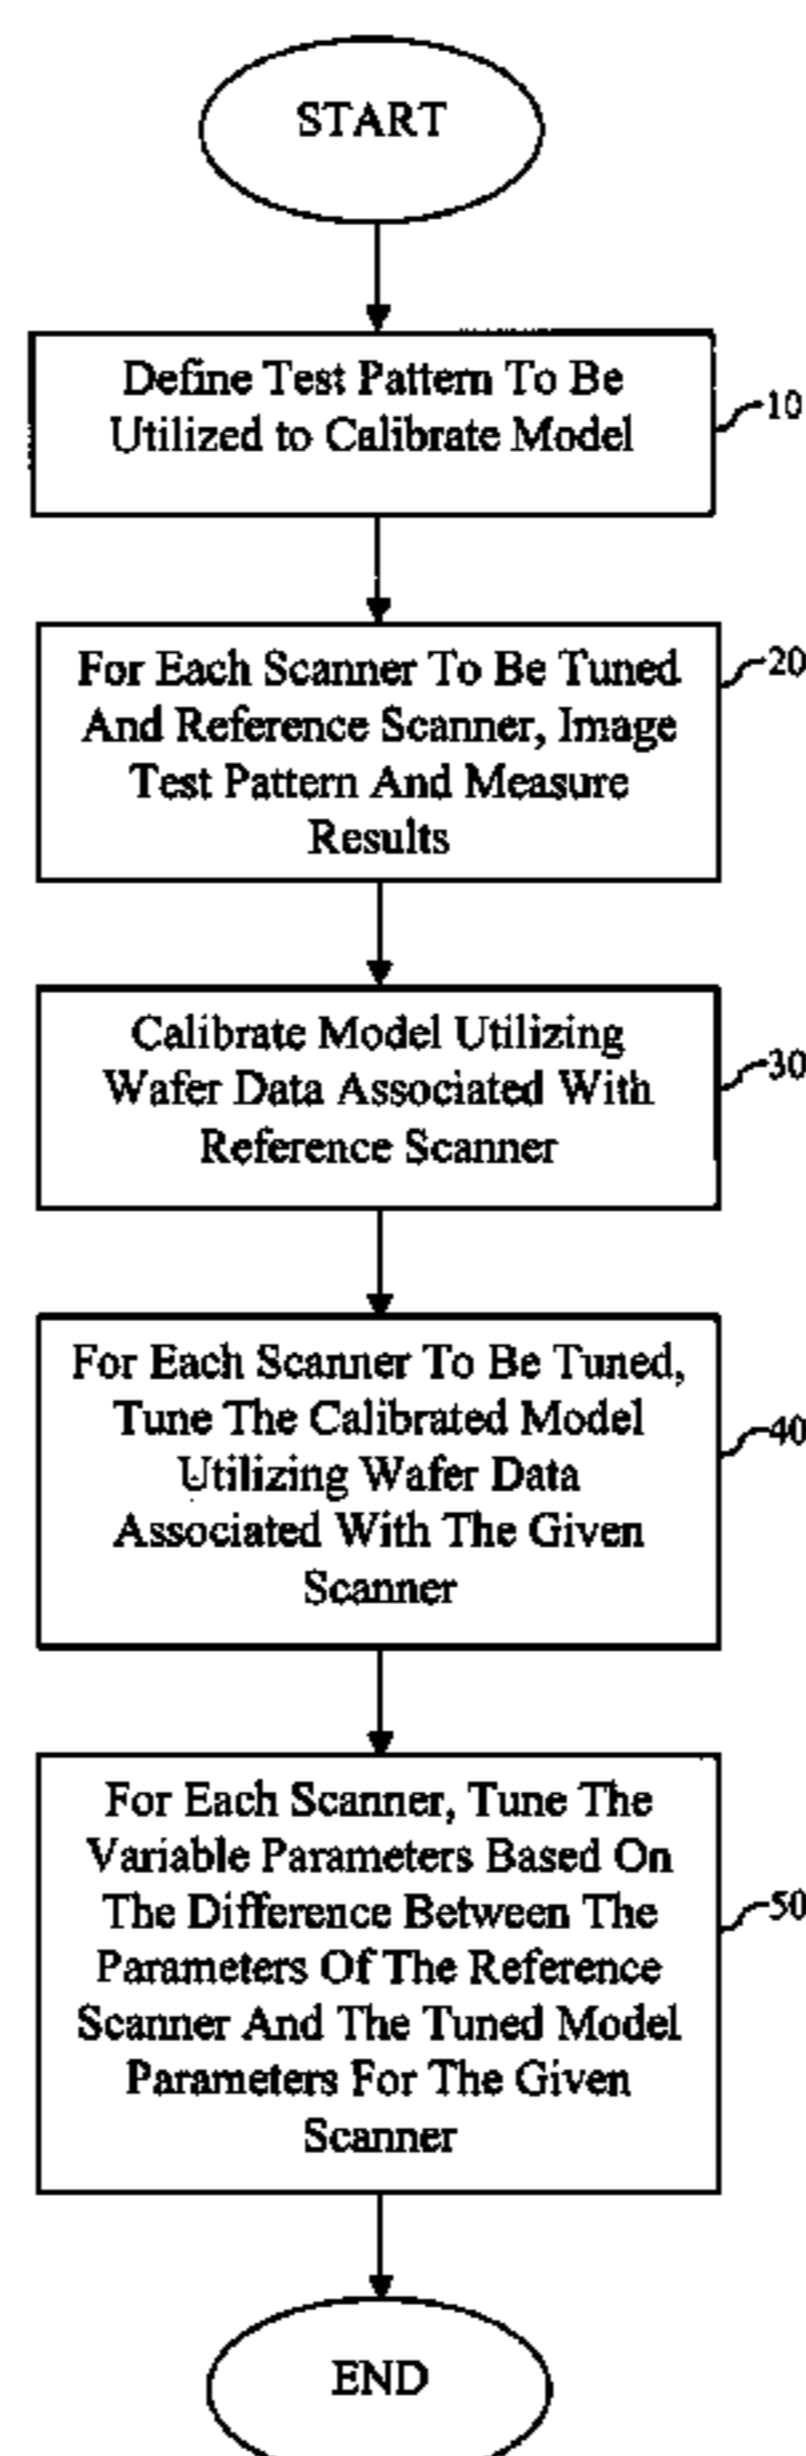 START
Define Test Pattern To Be
Utilized to Calibrate Model
10
For Each Scanner To Be Tuned
And Reference Scanner, Image
Test Pattern And Measure
Results
20
Calibrate Model Utilizing
Wafer Data Associated With
Reference Scanner
30
For Each Scanner To Be Tuned,
Tune The Calibrated Model
Utilizing Wafer Data
Associated With The Given
Scanner
40
For Each Scanner, Tune The
Variable Parameters Based On
The Difference Between The
Parameters Of The Reference
Scanner And The Tuned Model
Parameters For The Given
Scanner
50
END